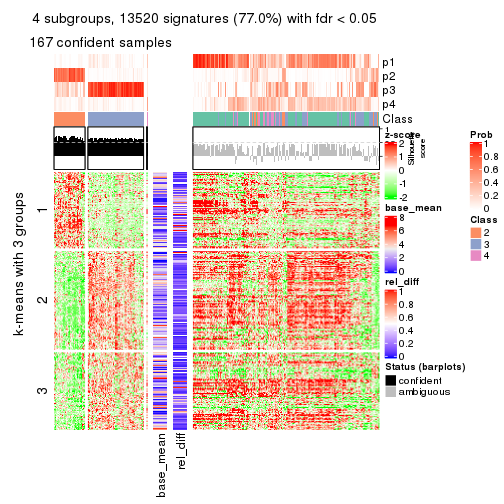 4 subgroups, 13520 signatures (77.0%) with fdr < 0.05
167 confident samples
p1
p2
p3
p4
Class
1
Silhouette
score
z-score
2
1
0
-1
-2
Prob
1
0.8
0.6
0.4
0.2
0
base_mean
8
6
4
2
0
Class
2
3
4
rel_diff
1
0.8
0.6
0.4
0.2
0
Status (barplots)
confident
ambiguous
k-means with 3 groups
1
2
3
base_mean
rel_diff